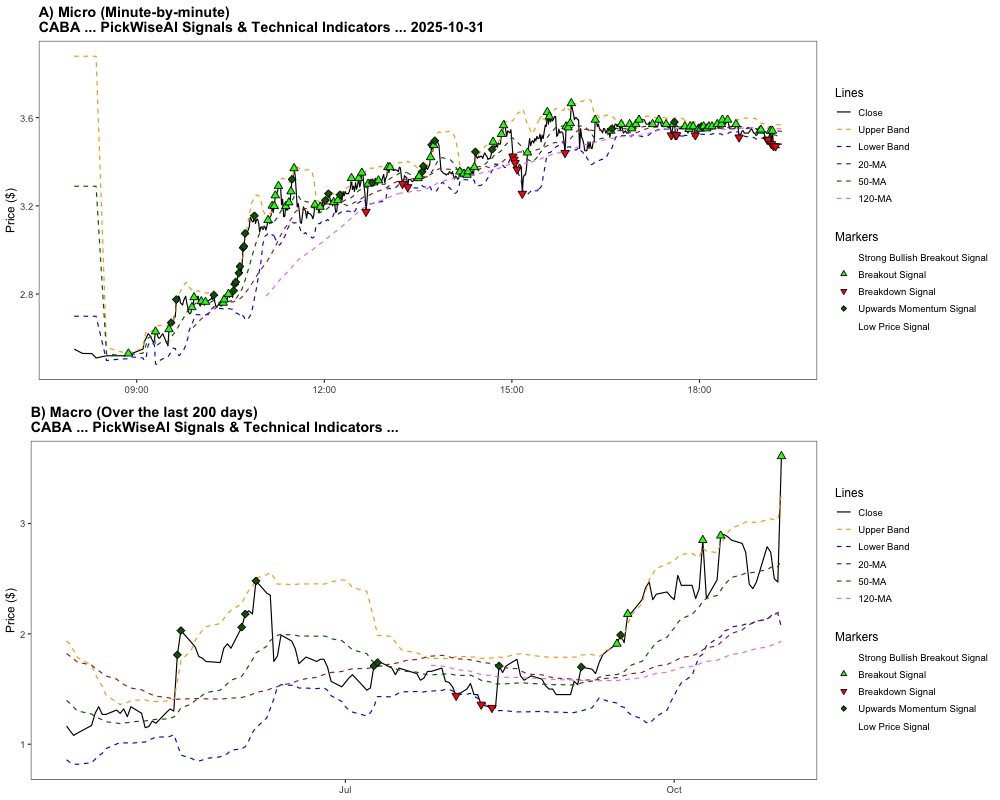 A) Micro (Minute-by-minute)
CABA ... PickWiseAI Signals & Technical Indicators ... 2025-10-31
Price ($)
3.6
3.2
2.8
09:00
12:00
15:00
18:00
Lines
Close
Upper Band
Lower Band
20-MA
50-MA
120-MA
Markers
Strong Bullish Breakout Signal
Breakout Signal
Breakdown Signal
Upwards Momentum Signal
Low Price Signal
B) Macro (Over the last 200 days)
CABA ... PickWiseAI Signals & Technical Indicators ...
Price ($)
3
2
1
Jul
Oct
Lines
Close
Upper Band
Lower Band
20-MA
50-MA
120-MA
Markers
Strong Bullish Breakout Signal
Breakout Signal
Breakdown Signal
Upwards Momentum Signal
Low Price Signal